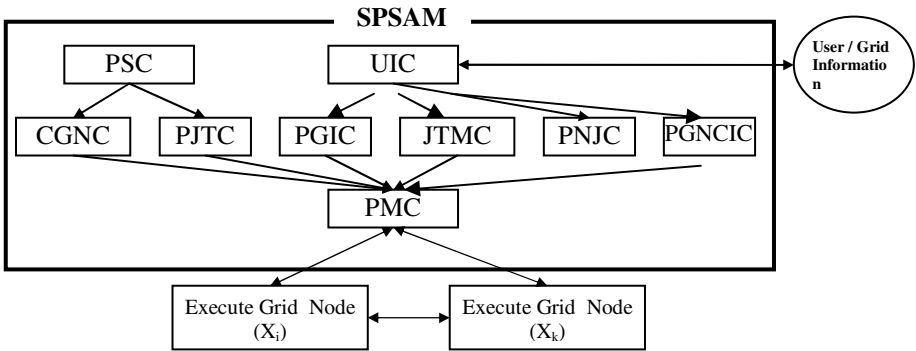 SPSAM
PSC
UIC
User / Grid
Informatio
n
CGNC
PJTC
PGIC
JTMC
PNJC
PGNCIC
PMC
Execute Grid Node
(Xi)
Execute Grid Node
(Xk)